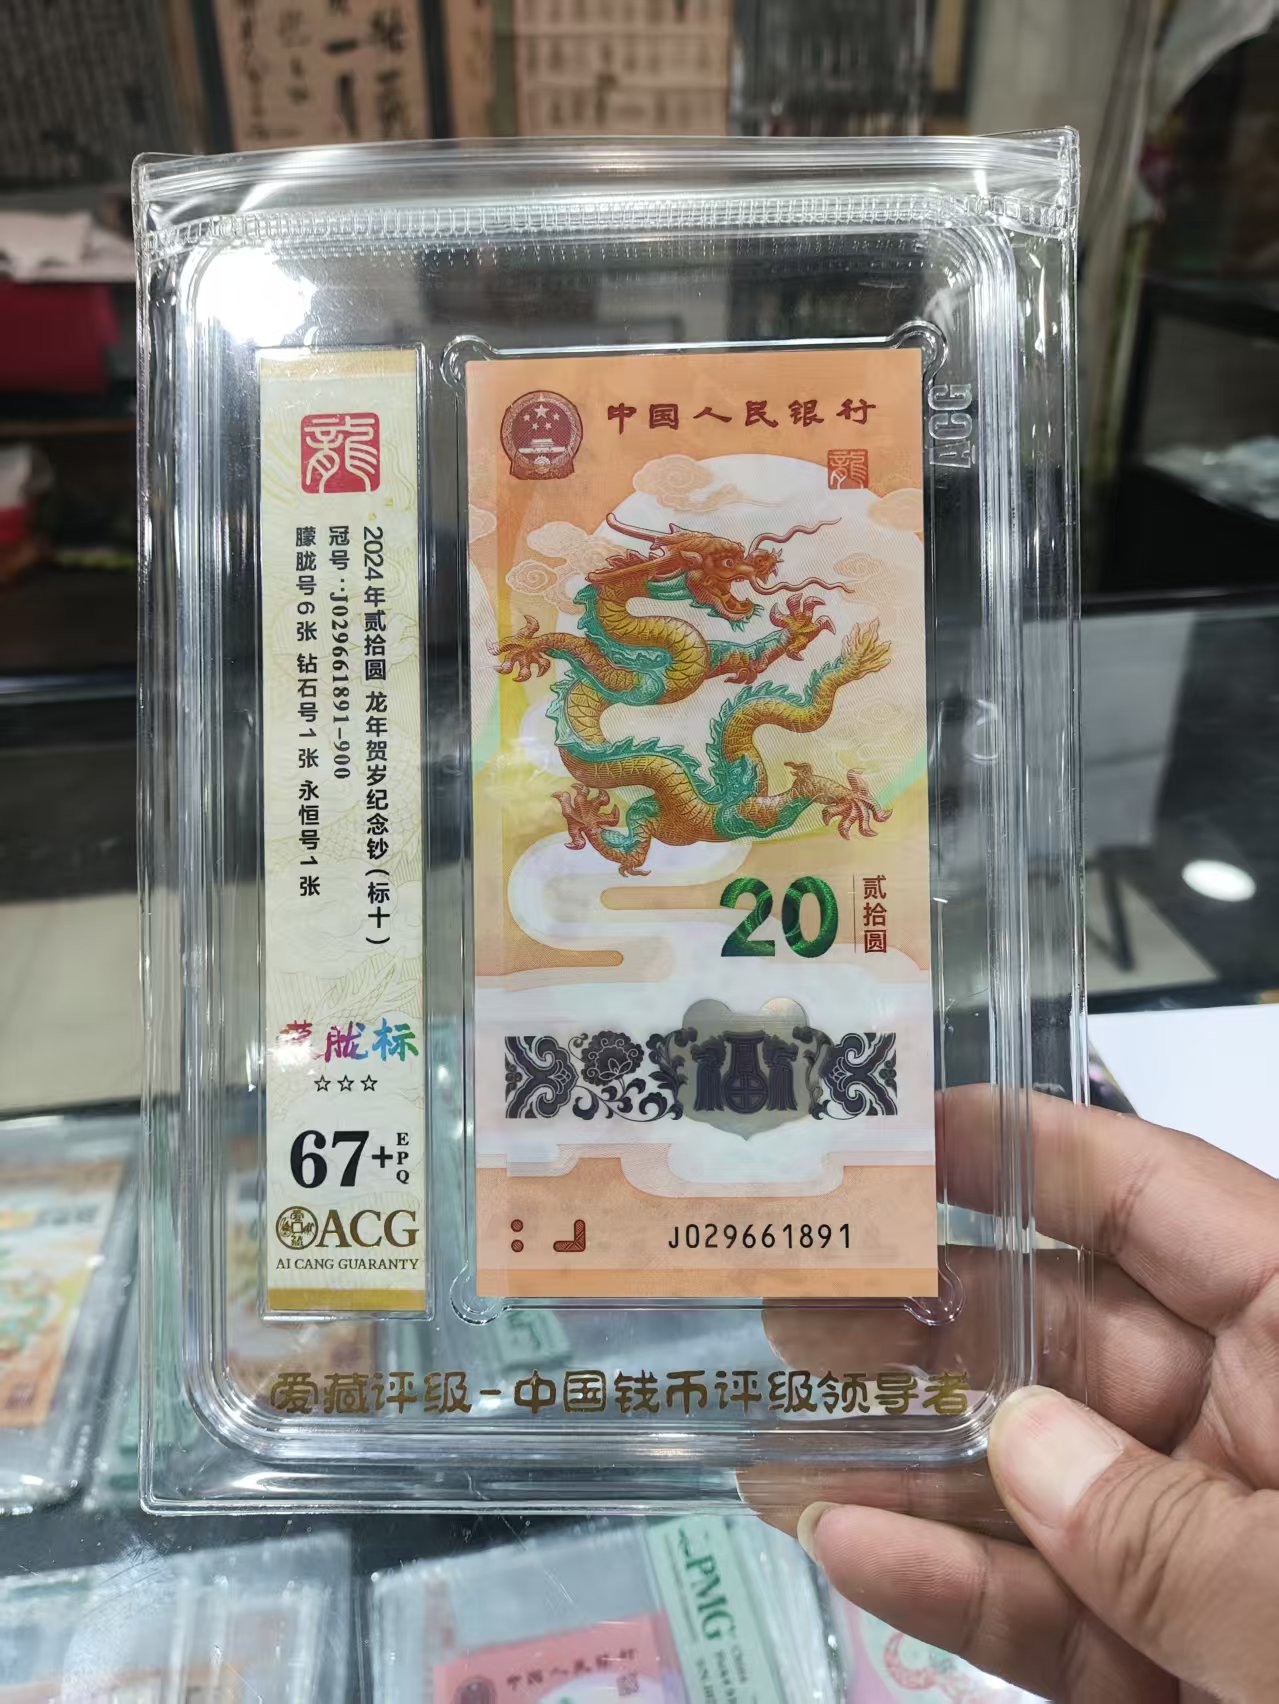 龍
2024年贰拾圆 龙年贺岁纪念钞(标十)
冠号:J029661891-900
朦胧号6张 钻石号1张 永恒号1张
胧标
☆☆☆
67+EPQ
ACG
AI CANG GUARANTY
中国人民银行
龍
20
贰拾圆
J029661891
ACG
爱藏评级-中国钱币评级领导者
PMG